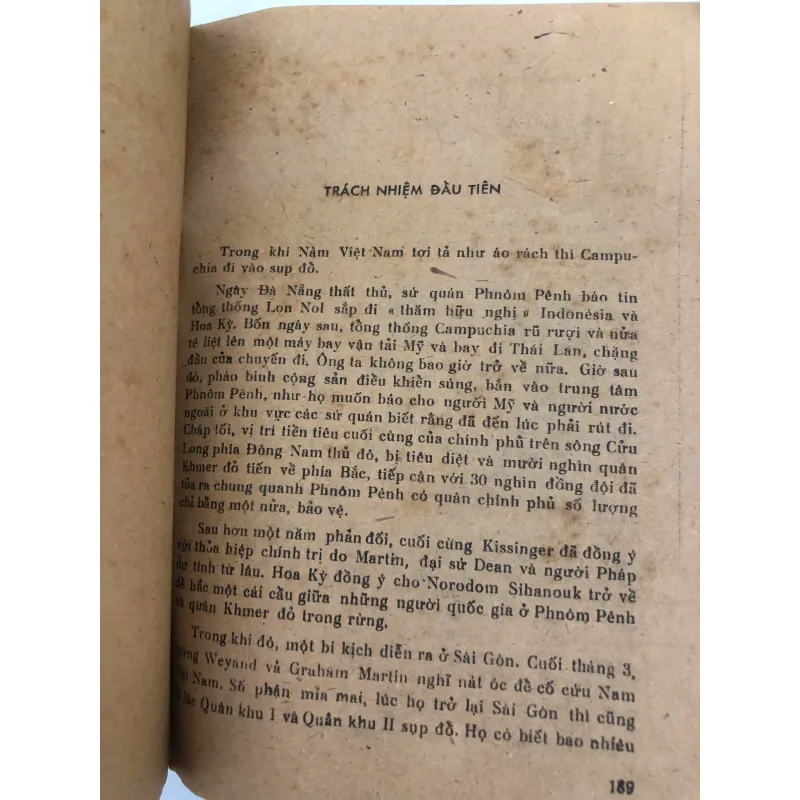 TRÁCH NHIỆM ĐẦU TIÊN
Trong khi Nàm Việt Nam tợi tả như áo rách thì Campu-
chia đi vào sụp đổ.
Ngày Đà Nẵng thất thủ, sứ quán Phnôm Pênh báo tin
tổng thống Lon Nol sắp đi « thăm hữu nghị » Indonésia và
Hoa Kỳ. Bốn ngày sau, tổng thống Campuchia rũ rượi và nửa
tê liệt lên một máy bay vận tải Mỹ và bay đi Thái Lan, chặng
đầu của chuyến đi. Ông ta không bao giờ trở về nữa. Giờ sau
đó, pháo binh cộng sản điều khiển súng, bắn vào trung tâm
Phnôm Pênh, như họ muốn báo cho người Mỹ và người nước
ngoài ở khu vực các sứ quán biết rằng đã đến lúc phải rút đi.
Chập tối, vị trí tiền tiêu cuối cùng của chính phủ trên sông Cửu
Long phía Đông Nam thủ đô, bị tiêu diệt và mười nghìn quân
Khmer đỏ tiến về phía Bắc, tiếp cận với 30 nghìn đồng đội đã
tỏa ra chung quanh Phnôm Pênh có quân chính phủ số lượng
chỉ bằng một nửa, bảo vệ.
Sau hơn một năm phản đối, cuối cùng Kissinger đã đồng ý
với thỏa hiệp chính trị do Martin, đại sứ Dean và người Pháp
dự tính từ lâu. Hoa Kỳ đồng ý cho Norodom Sihanouk trở về
để bắc một cái cầu giữa những người quốc gia ở Phnôm Pênh
và quân Khmer đỏ trong rừng.
Trong khi đó, một bi kịch diễn ra ở Sài Gòn. Cuối tháng 3,
Weyand và Graham Martin nghĩ nát óc để cố cứu Nam
Việt Nam. Số phận mỉa mai, lúc họ trở lại Sài Gòn thì cũng
là lúc Quân khu I và Quân khu II sụp đổ. Họ có biết bao nhiêu
189